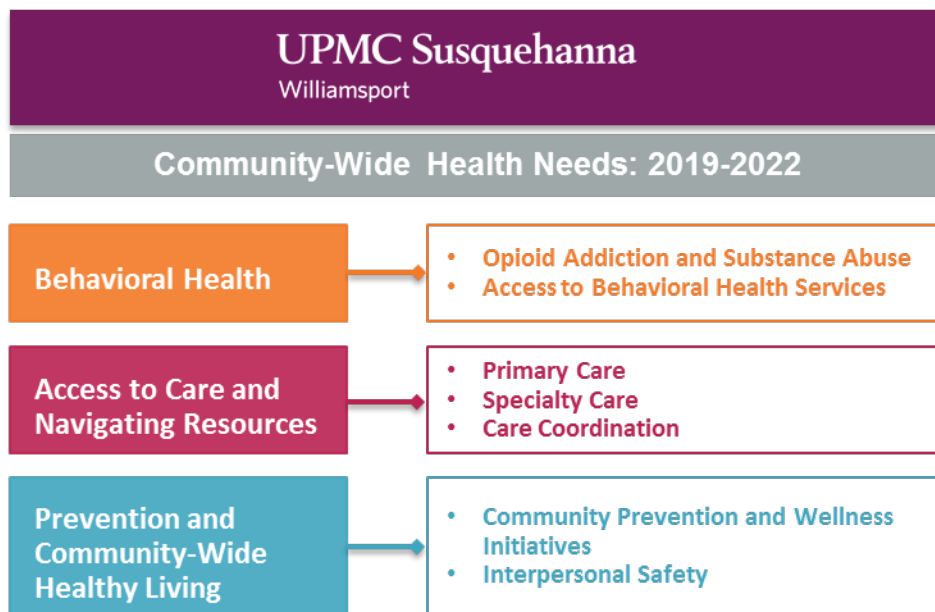 UPMC Susquehanna
Williamsport
Community-Wide Health Needs: 2019-2022
Behavioral Health
• Opioid Addiction and Substance Abuse
• Access to Behavioral Health Services
Access to Care and
Navigating Resources
• Primary Care
• Specialty Care
• Care Coordination
Prevention and
Community-Wide
Healthy Living
• Community Prevention and Wellness
Initiatives
• Interpersonal Safety